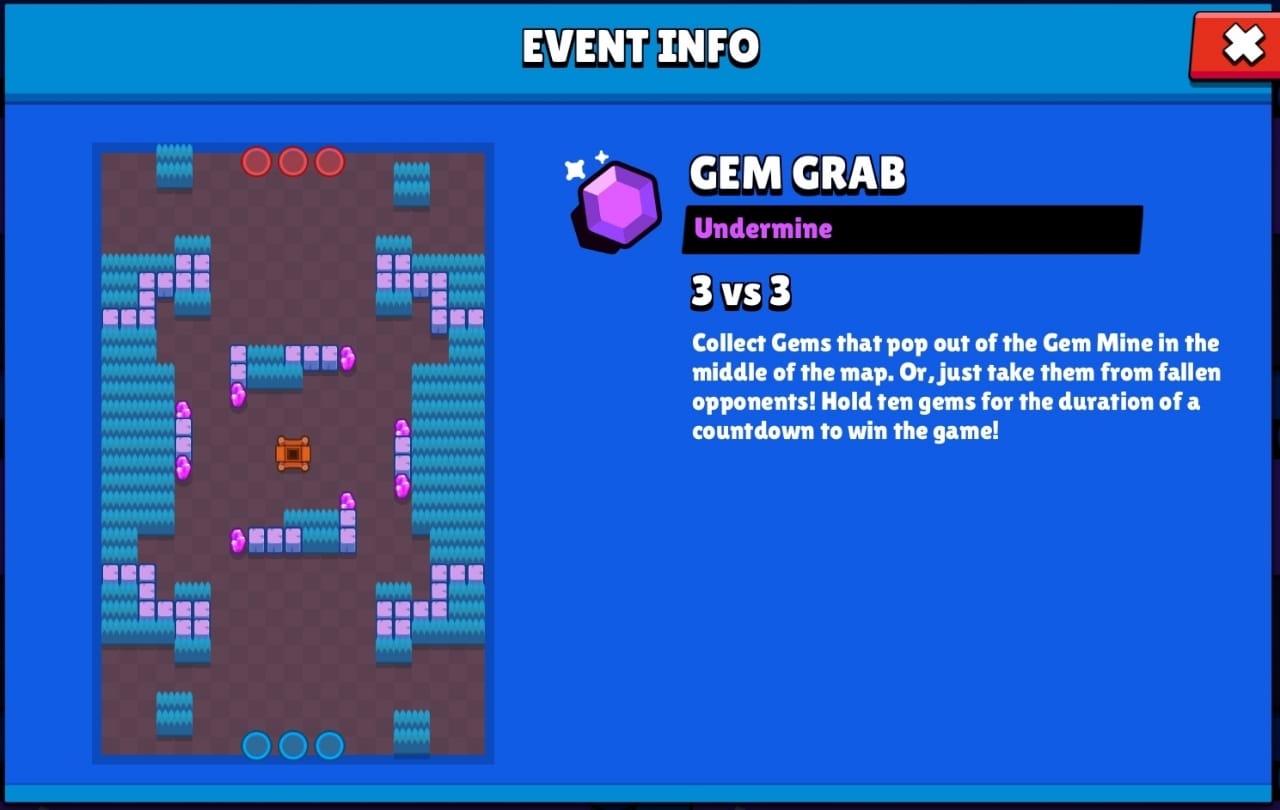 EVENT INFO
GEM GRAB
Undermine
3 vs 3
Collect Gems that pop out of the Gem Mine in the
middle of the map. Or, just take them from fallen
opponents! Hold ten gems for the duration of a
countdown to win the game!